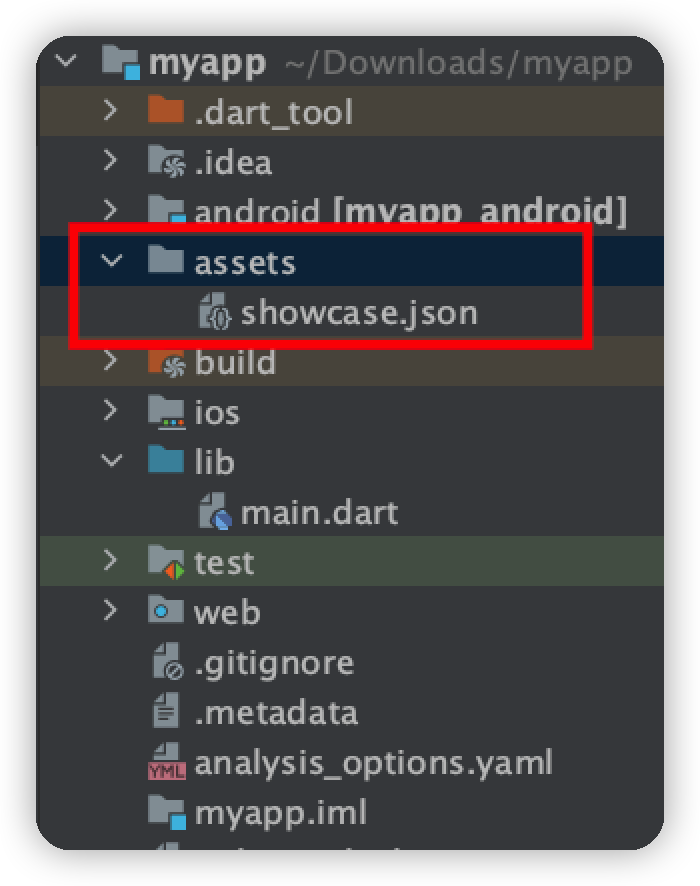 myapp ~/Downloads/myapp
.dart_tool
.idea
android [myapp_android]
assets
showcase.json
build
ios
lib
main.dart
test
web
.gitignore
.metadata
YML analysis_options.yaml
myapp.iml